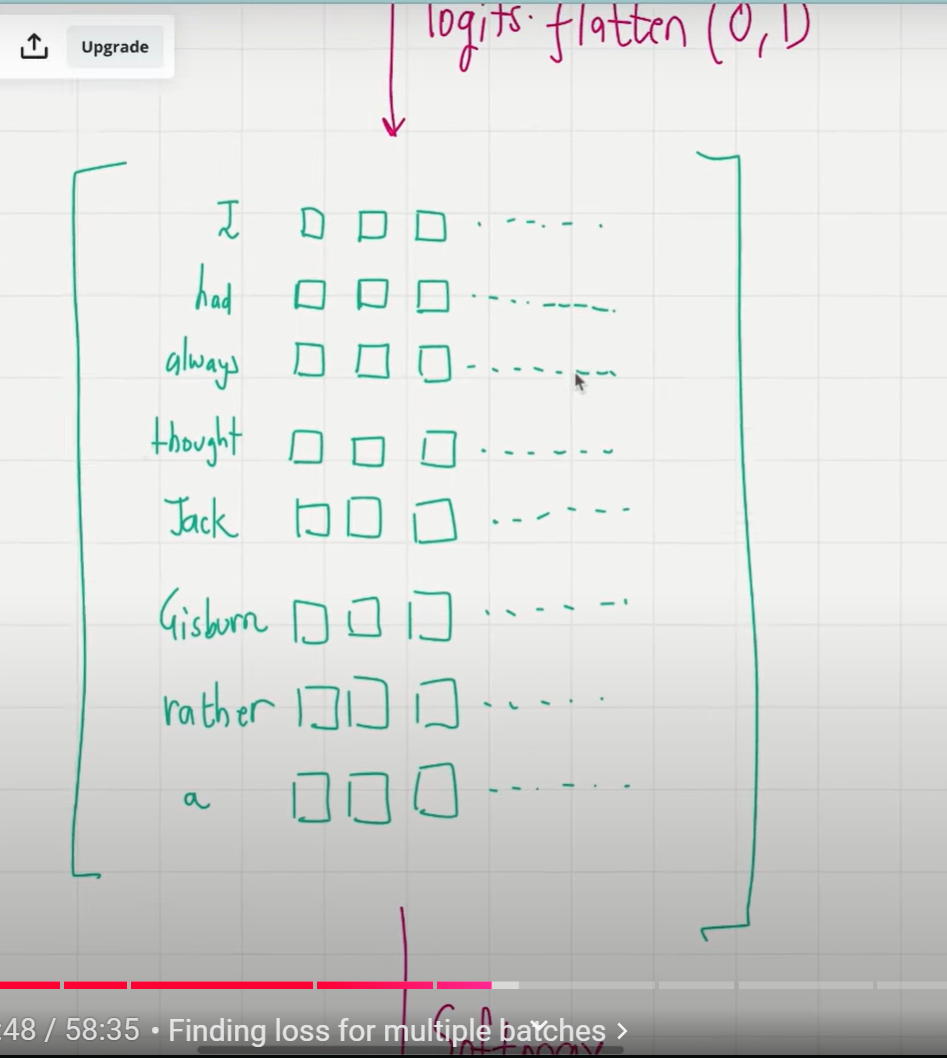 logits.flatten (0,1)
Upgrade
I
had
always
thought
Jack
Gisburn
rather
a
:48 / 58:35 • Finding loss for multiple batches >
Softmax